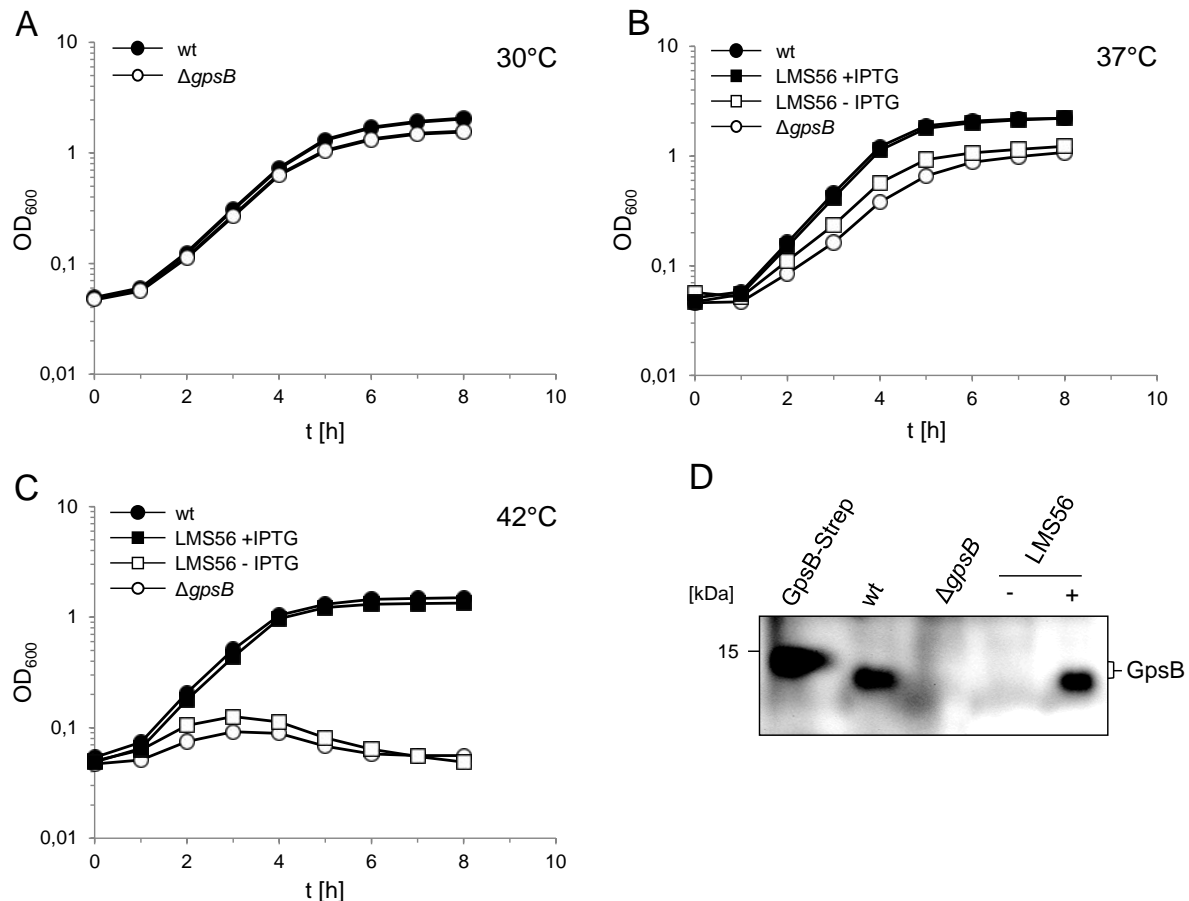 A
wt
ΔgpsB
30°C
10
1
0,1
0,01
OD600
0 2 4 6 8 10
t [h]
B
wt
LMS56 +IPTG
LMS56 - IPTG
ΔgpsB
37°C
10
1
0,1
0,01
OD600
0 2 4 6 8 10
t [h]
C
wt
LMS56 +IPTG
LMS56 - IPTG
ΔgpsB
42°C
10
1
0,1
0,01
OD600
0 2 4 6 8 10
t [h]
D
GpsB-Strep
wt
ΔgpsB
LMS56
[kDa]
- +
15
GpsB